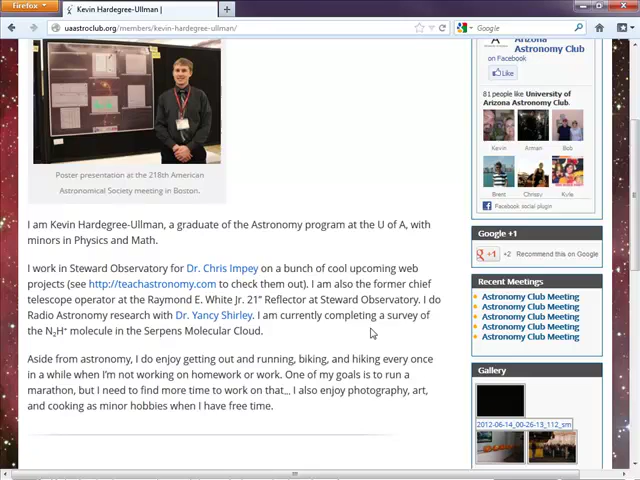 Firefox
Kevin Hardegree-Ullman |
uaastroclub.org/members/kevin-hardegree-ullman/
Google
Poster presentation at the 218th American
Astronomical Society meeting in Boston.
I am Kevin Hardegree-Ullman, a graduate of the Astronomy program at the U of A, with
minors in Physics and Math.
I work in Steward Observatory for Dr. Chris Impey on a bunch of cool upcoming web
projects (see http://teachastronomy.com to check them out). I am also the former chief
telescope operator at the Raymond E. White Jr. 21" Reflector at Steward Observatory. I do
Radio Astronomy research with Dr. Yancy Shirley. I am currently completing a survey of
the N₂H⁺ molecule in the Serpens Molecular Cloud.
Aside from astronomy, I do enjoy getting out and running, biking, and hiking every once
in a while when I'm not working on homework or work. One of my goals is to run a
marathon, but I need to find more time to work on that... I also enjoy photography, art,
and cooking as minor hobbies when I have free time.
Arizona
Astronomy Club
on Facebook
Like
81 people like University of
Arizona Astronomy Club.
Kevin Arman Bob
Brent Chrissy Kyle
Facebook social plugin
Google +1
+1 +2 Recommend this on Google
Recent Meetings
Astronomy Club Meeting
Astronomy Club Meeting
Astronomy Club Meeting
Astronomy Club Meeting
Astronomy Club Meeting
Gallery
2012-06-14_00-26-13_112_sm